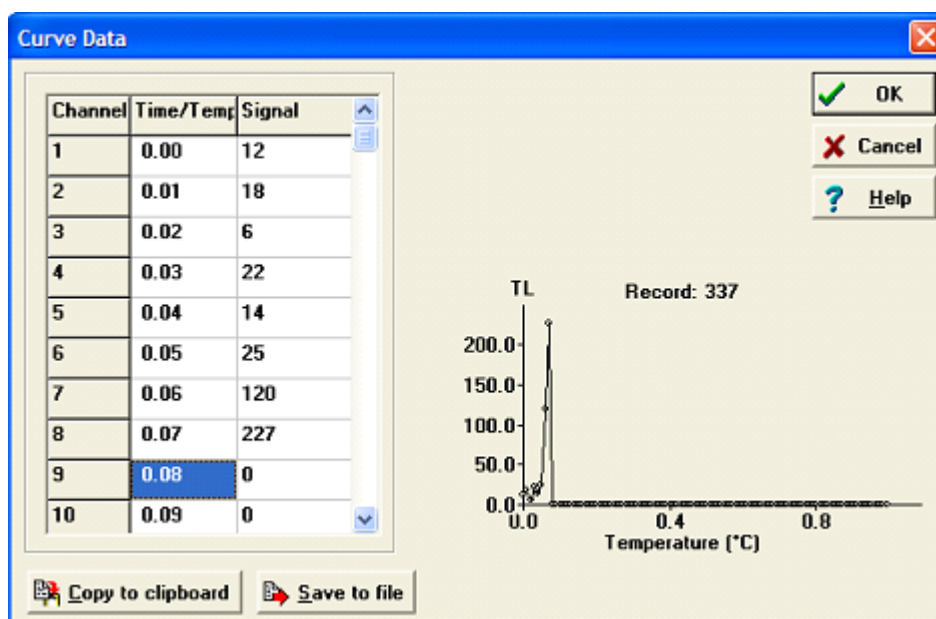 Curve Data
Channel Time/Temp Signal
1 0.00 12
2 0.01 18
3 0.02 6
4 0.03 22
5 0.04 14
6 0.05 25
7 0.06 120
8 0.07 227
9 0.08 0
10 0.09 0
OK
Cancel
? Help
TL Record: 337
200.0
150.0
100.0
50.0
0.0
0.0 0.4 0.8
Temperature (°C)
Copy to clipboard Save to file